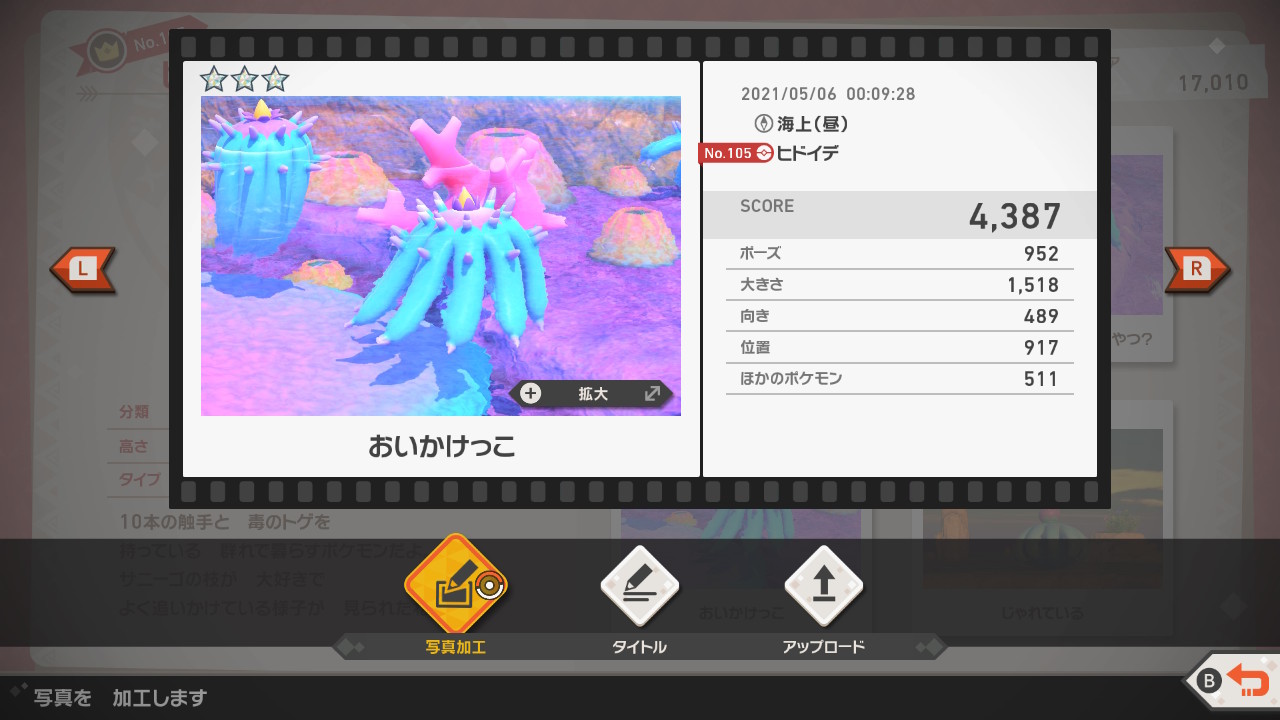 No.1
17,010
2021/05/06 00:09:28
海上(昼)
No.105 ヒドイデ
SCORE 4,387
ポーズ 952
大きさ 1,518
向き 489
位置 917
ほかのポケモン 511
L
R
+ 拡大
おいかけっこ
やつ?
分類
高さ
タイプ
10本の触手と 毒のトゲを
持っている 群れで暮らすポケモンだよ
サニーゴの枝が 大好きで
よく追いかけている様子が 見られた
おいかけっこ
じゃれている
写真加工
タイトル
アップロード
写真を 加工します
B